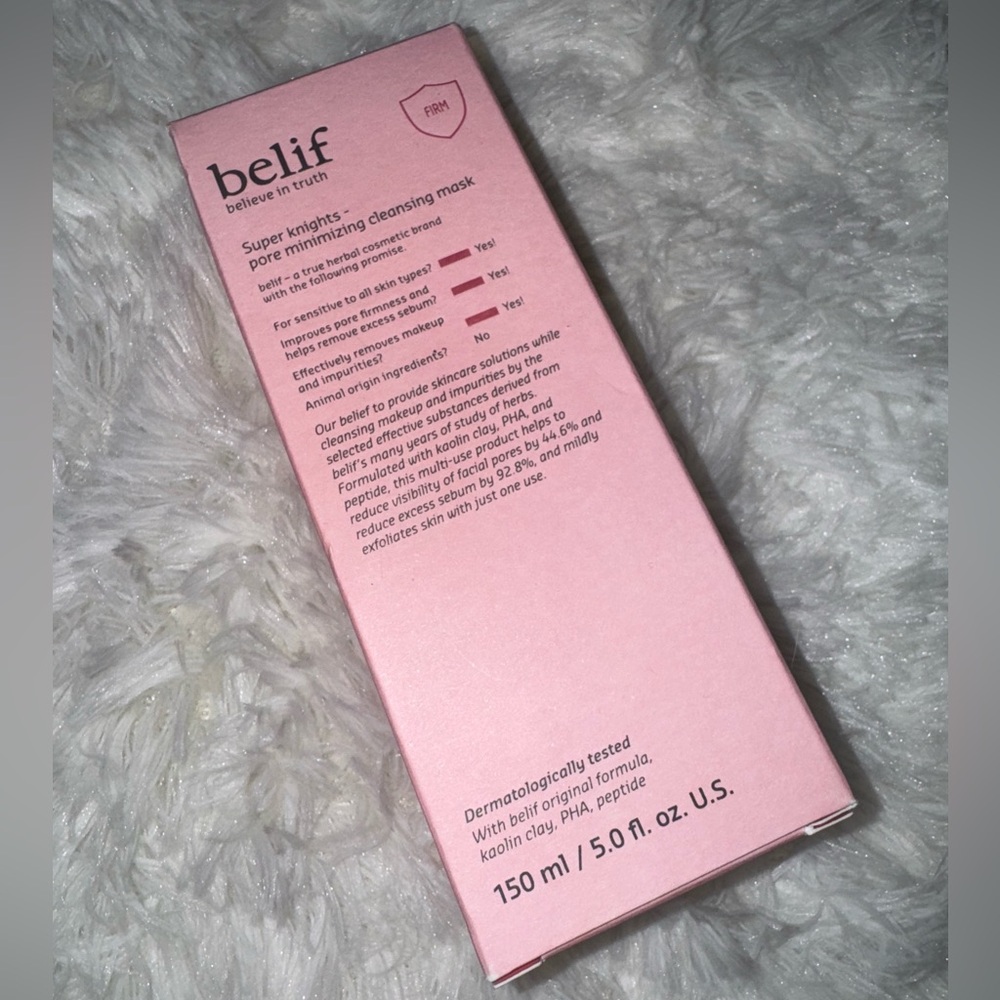 FIRM
belif
believe in truth
Super knights -
pore minimizing cleansing mask
belif – a true herbal cosmetic brand
with the following promise.
For sensitive to all skin types? Yes!
Improves pore firmness and
helps remove excess sebum? Yes!
Effectively removes makeup
and impurities? Yes!
Animal origin ingredients? No
Our belief to provide skincare solutions while
cleansing makeup and impurities by the
selected effective substances derived from
belif's many years of study of herbs.
Formulated with kaolin clay, PHA, and
peptide, this multi-use product helps to
reduce visibility of facial pores by 44.6% and
reduce excess sebum by 92.8%, and mildly
exfoliates skin with just one use.
Dermatologically tested
With belif original formula,
kaolin clay, PHA, peptide
150 ml / 5.0 fl. oz. U.S.